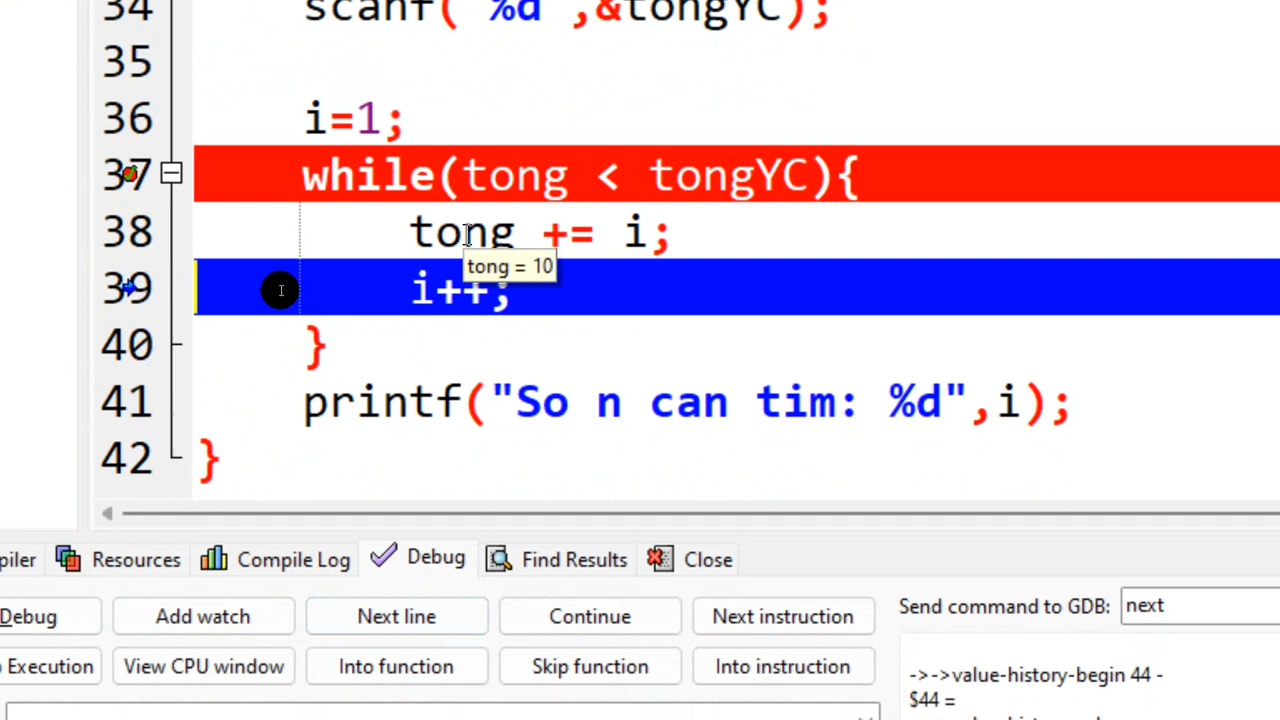 34 scanf("%d",&tongYC);
35
36 i=1;
37 while(tong < tongYC){
38 tong += i;
tong = 10
39 i++;
40 }
41 printf("So n can tim: %d",i);
42 }
piler Resources Compile Log Debug Find Results Close
Debug Add watch Next line Continue Next instruction Send command to GDB: next
Execution View CPU window Into function Skip function Into instruction
->->value-history-begin 44 -
$44 =